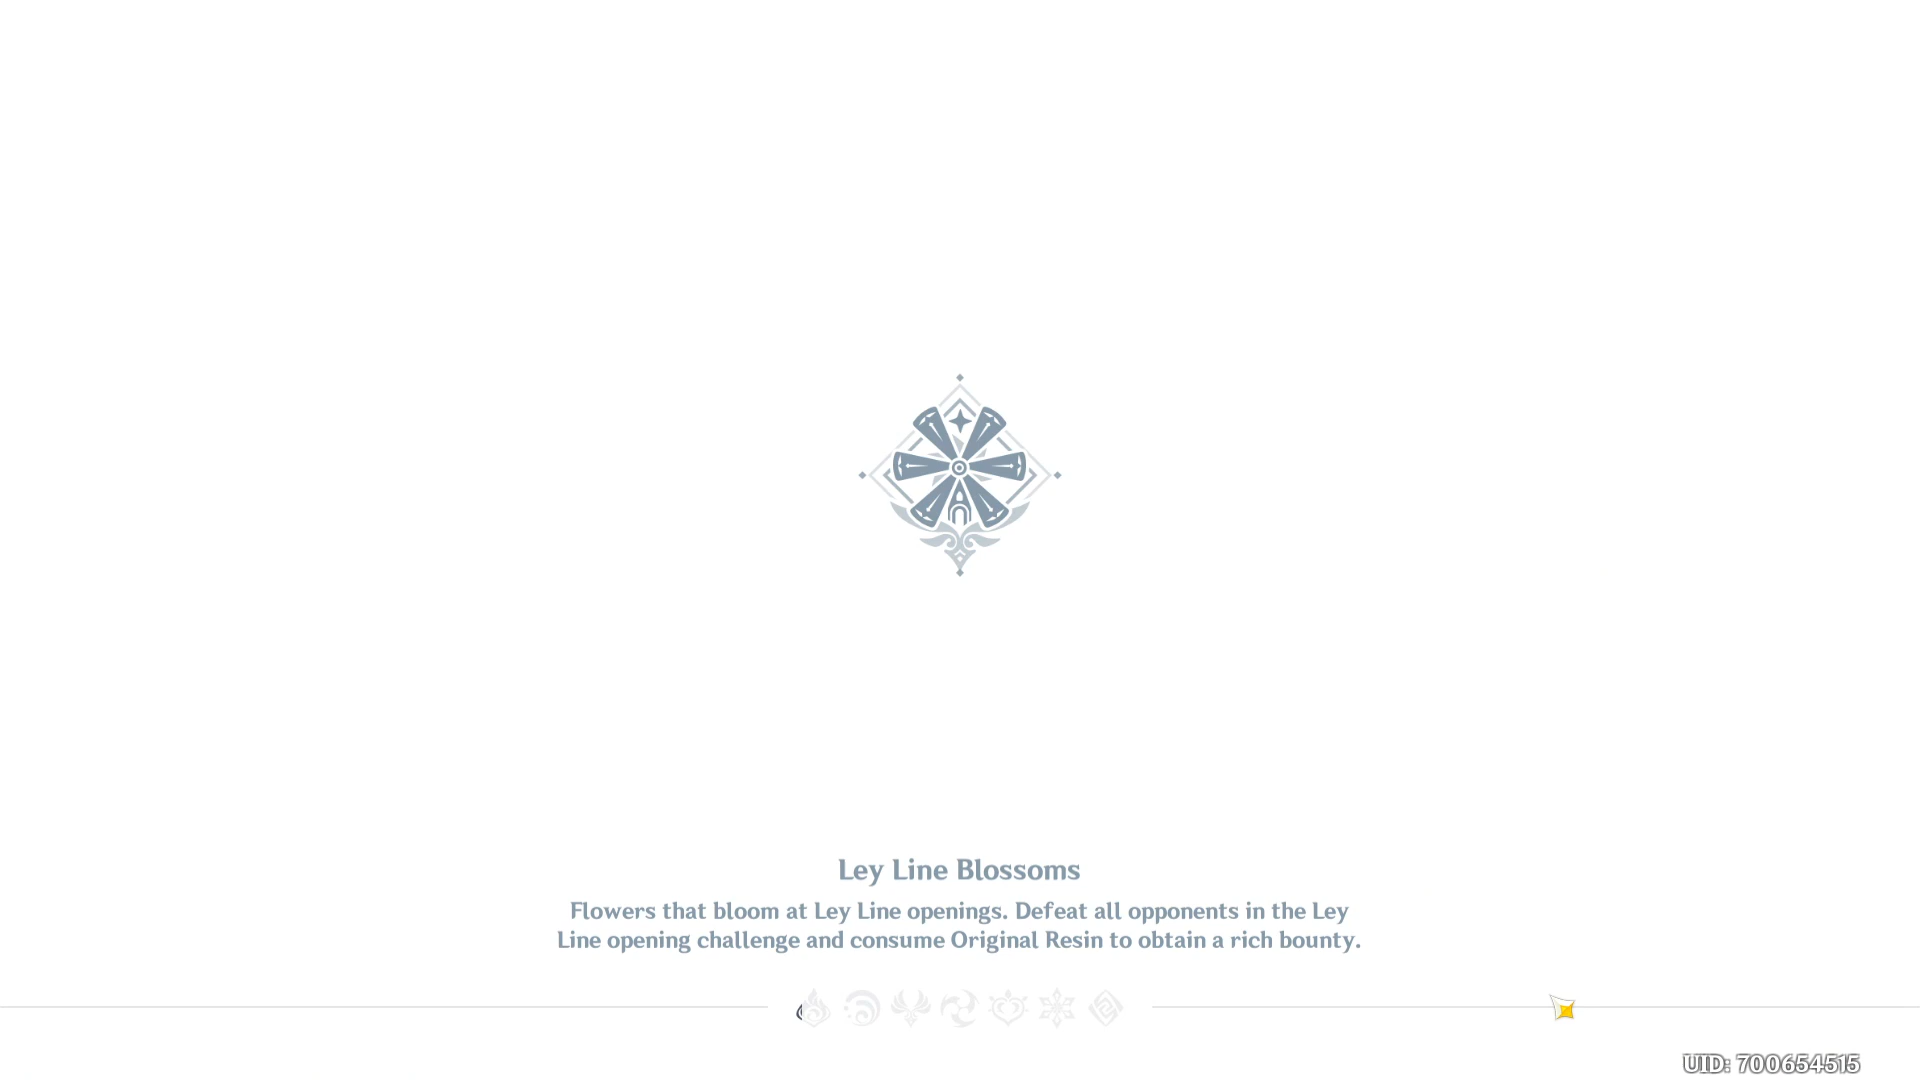 Ley Line Blossoms
Flowers that bloom at Ley Line openings. Defeat all opponents in the Ley
Line opening challenge and consume Original Resin to obtain a rich bounty.
UID: 700654515